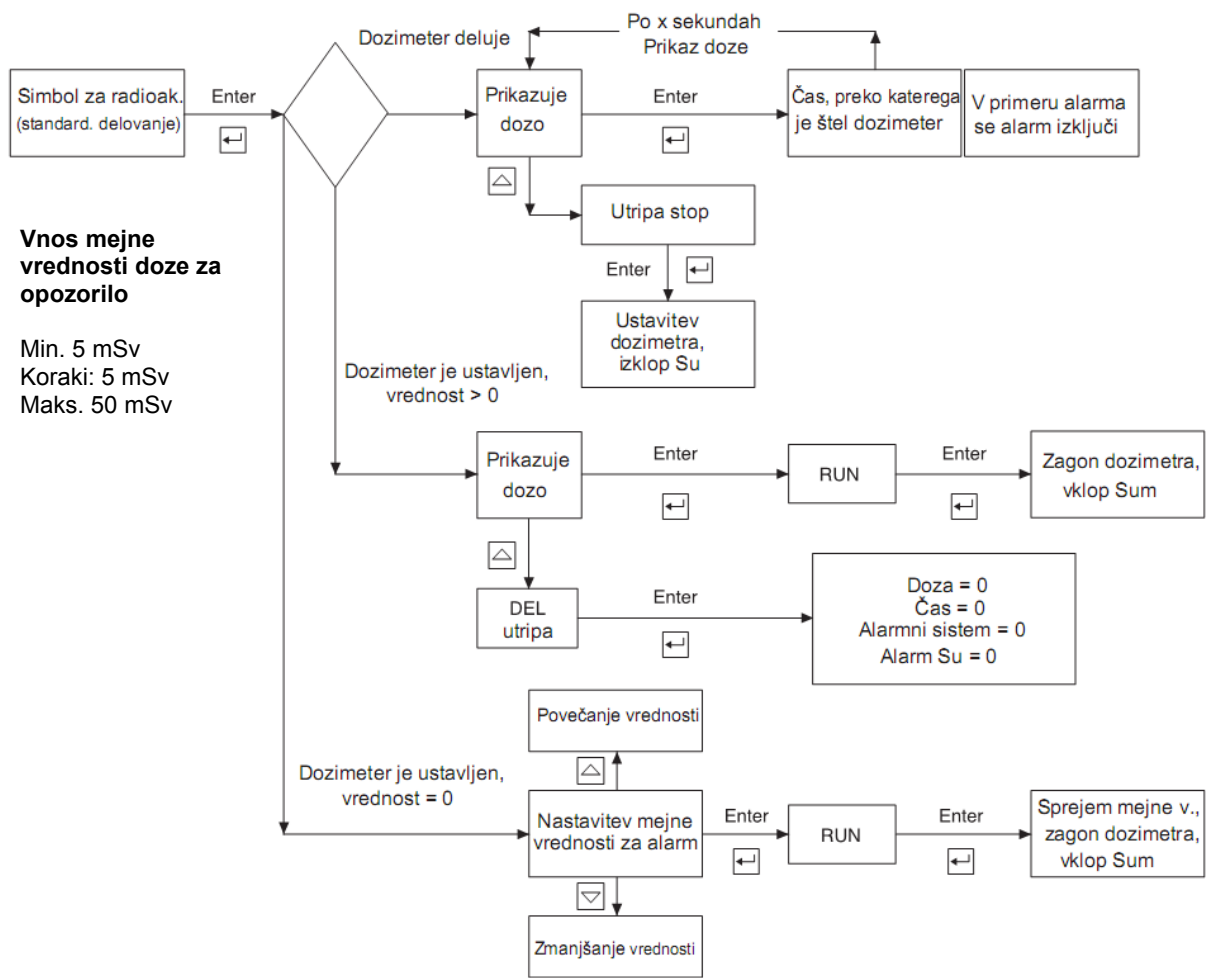 Dozimeter deluje
Po x sekundah
Prikaz doze
Simbol za radioak.
(standard. delovanje)
Enter
Prikazuje
dozo
Enter
Čas, preko katerega
je štel dozimeter
V primeru alarma
se alarm izključi
Utripa stop
Enter
Ustavitev
dozimetra,
izklop Su
Vnos mejne
vrednosti doze za
opozorilo
Min. 5 mSv
Koraki: 5 mSv
Maks. 50 mSv
Dozimeter je ustavljen,
vrednost > 0
Prikazuje
dozo
Enter
RUN
Enter
Zagon dozimetra,
vklop Sum
DEL
utripa
Enter
Doza = 0
Čas = 0
Alarmni sistem = 0
Alarm Su = 0
Dozimeter je ustavljen,
vrednost = 0
Povečanje vrednosti
Nastavitev mejne
vrednosti za alarm
Enter
RUN
Enter
Sprejem mejne v.,
zagon dozimetra,
vklop Sum
Zmanjšanje vrednosti